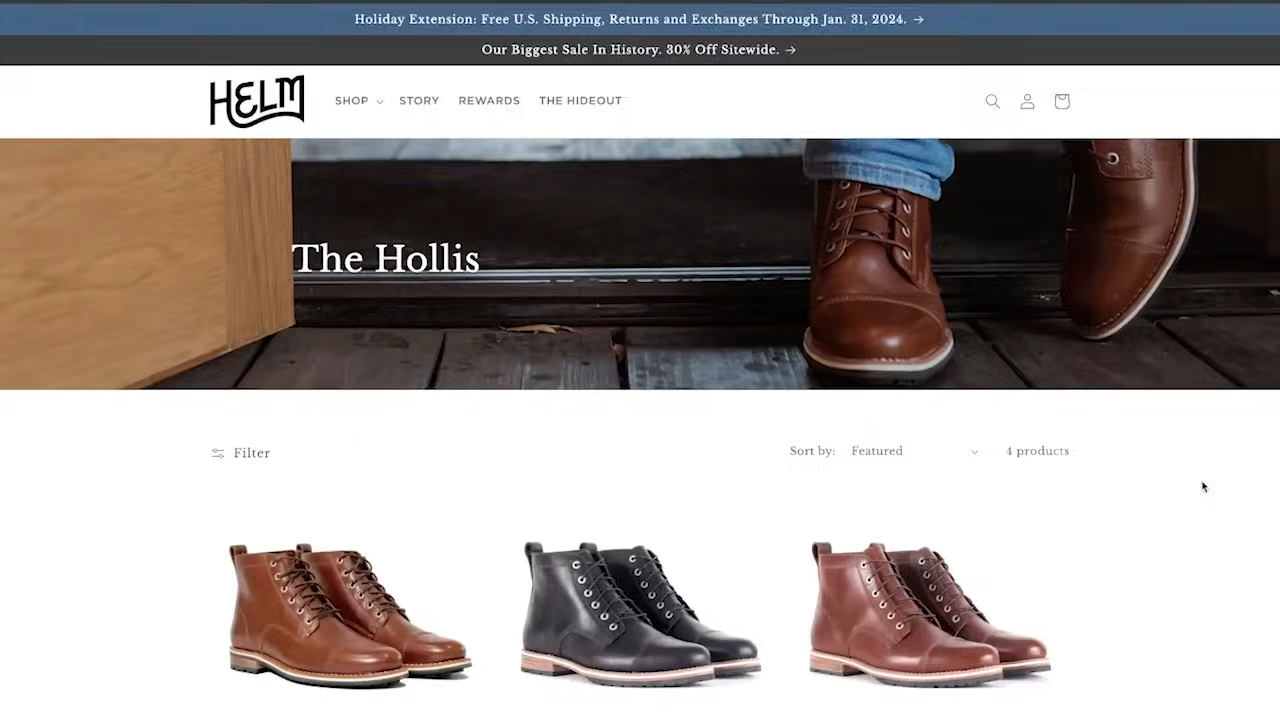 Holiday Extension: Free U.S. Shipping, Returns and Exchanges Through Jan. 31, 2024. →
Our Biggest Sale In History. 30% Off Sitewide. →
HELM
SHOP
STORY
REWARDS
THE HIDEOUT
The Hollis
Filter
Sort by: Featured
4 products